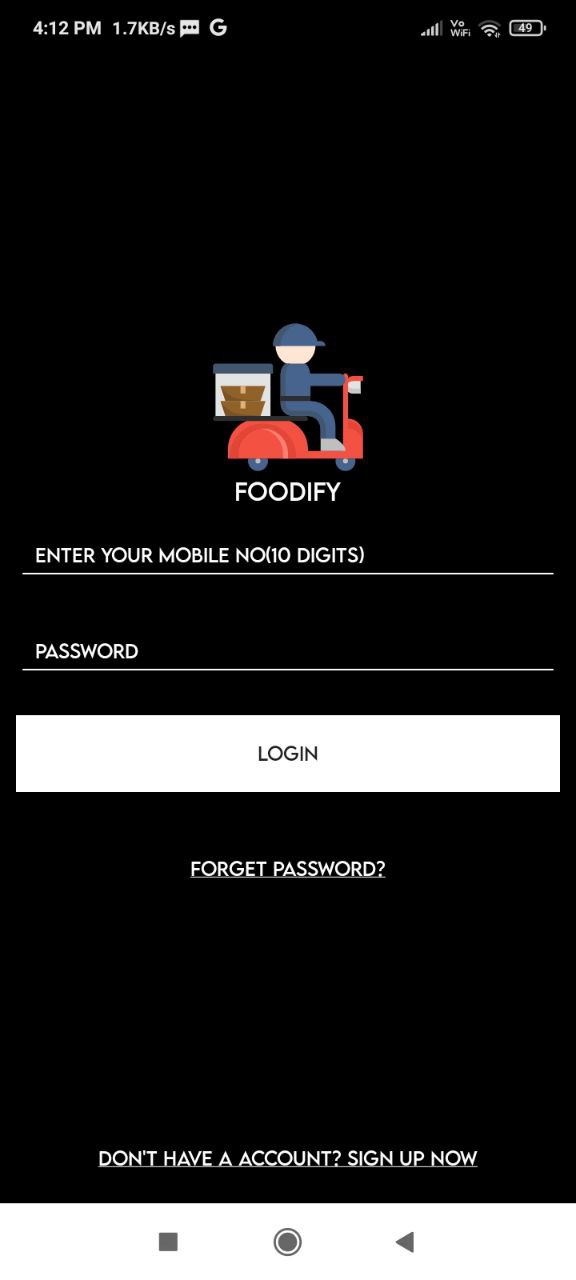 4:12 PM 1.7KB/s G Vo WiFi 49
FOODIFY
ENTER YOUR MOBILE NO(10 DIGITS)
PASSWORD
LOGIN
FORGET PASSWORD?
DON'T HAVE A ACCOUNT? SIGN UP NOW